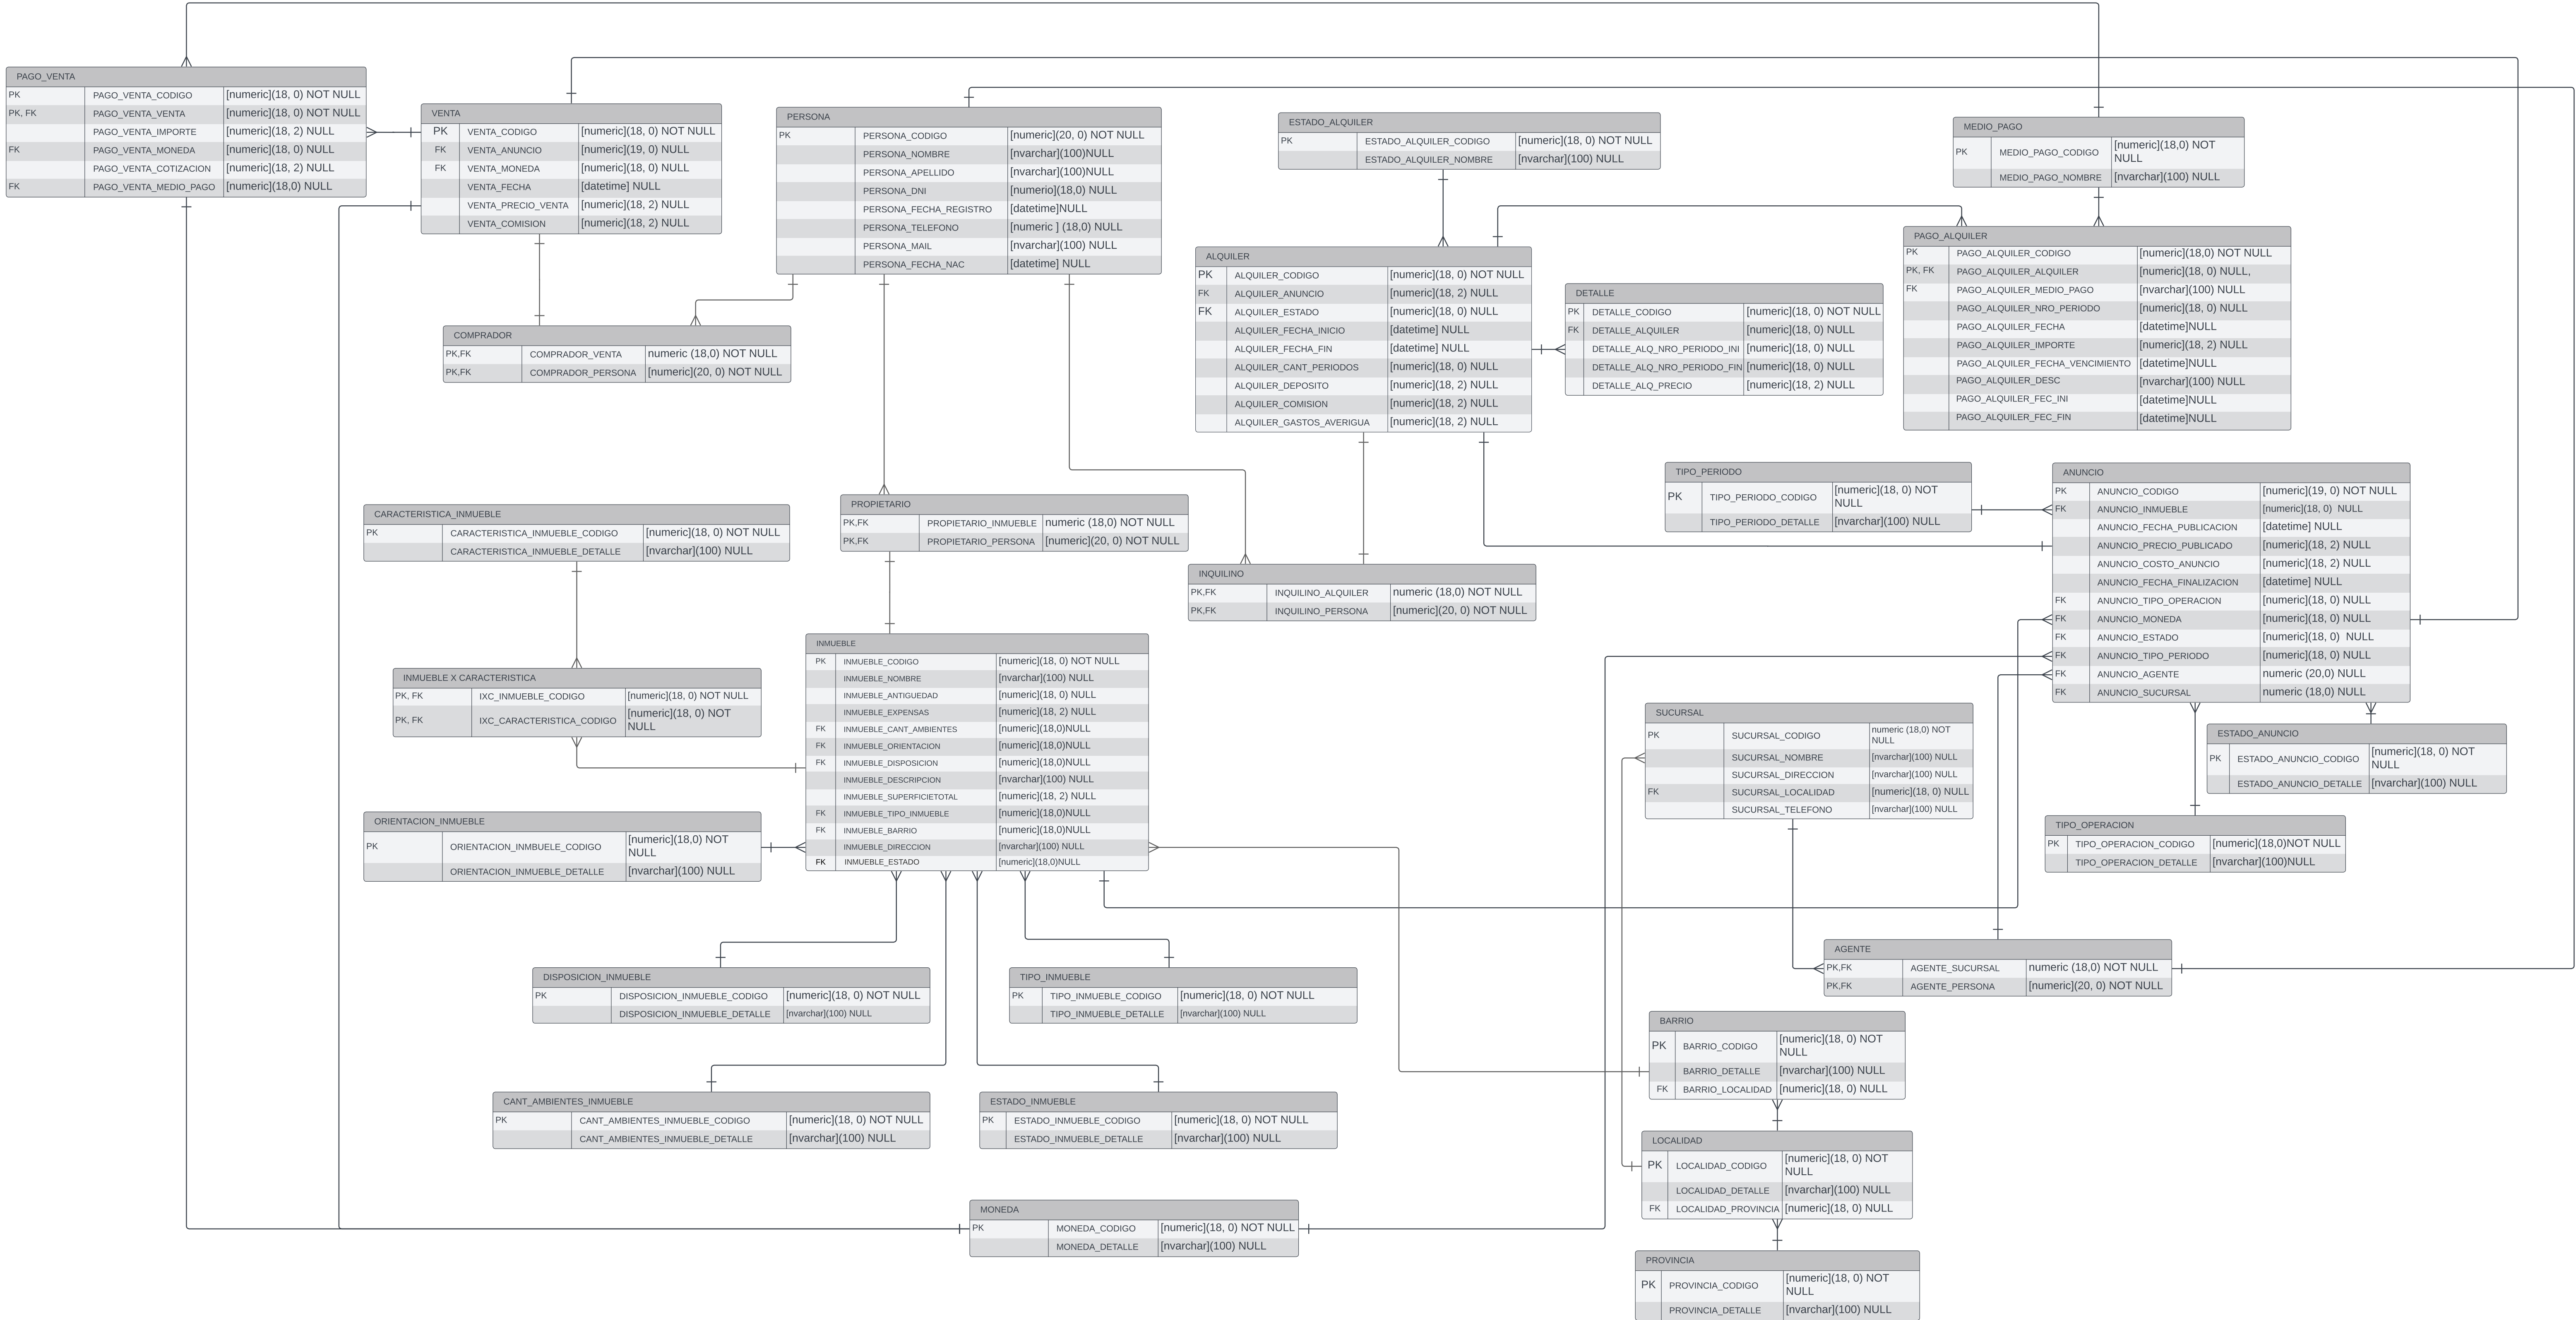 PAGO_VENTA
PK PAGO_VENTA_CODIGO [numeric](18, 0) NOT NULL
PK, FK PAGO_VENTA_VENTA [numeric](18, 0) NOT NULL
PAGO_VENTA_IMPORTE [numeric](18, 2) NULL
FK PAGO_VENTA_MONEDA [numeric](18, 0) NULL
PAGO_VENTA_COTIZACION [numeric](18, 2) NULL
FK PAGO_VENTA_MEDIO_PAGO [numeric](18,0) NULL
VENTA
PK VENTA_CODIGO [numeric](18, 0) NOT NULL
FK VENTA_ANUNCIO [numeric](19, 0) NULL
FK VENTA_MONEDA [numeric](18, 0) NULL
VENTA_FECHA [datetime] NULL
VENTA_PRECIO_VENTA [numeric](18, 2) NULL
VENTA_COMISION [numeric](18, 2) NULL
PERSONA
PK PERSONA_CODIGO [numeric](20, 0) NOT NULL
PERSONA_NOMBRE [nvarchar](100)NULL
PERSONA_APELLIDO [nvarchar](100)NULL
PERSONA_DNI [numerio](18,0) NULL
PERSONA_FECHA_REGISTRO [datetime]NULL
PERSONA_TELEFONO [numeric ] (18,0) NULL
PERSONA_MAIL [nvarchar](100) NULL
PERSONA_FECHA_NAC [datetime] NULL
ESTADO_ALQUILER
PK ESTADO_ALQUILER_CODIGO [numeric](18, 0) NOT NULL
ESTADO_ALQUILER_NOMBRE [nvarchar](100) NULL
MEDIO_PAGO
PK MEDIO_PAGO_CODIGO [numeric](18,0) NOT
NULL
MEDIO_PAGO_NOMBRE [nvarchar](100) NULL
ALQUILER
PK ALQUILER_CODIGO [numeric](18, 0) NOT NULL
FK ALQUILER_ANUNCIO [numeric](18, 2) NULL
FK ALQUILER_ESTADO [numeric](18, 0) NULL
ALQUILER_FECHA_INICIO [datetime] NULL
ALQUILER_FECHA_FIN [datetime] NULL
ALQUILER_CANT_PERIODOS [numeric](18, 0) NULL
ALQUILER_DEPOSITO [numeric](18, 2) NULL
ALQUILER_COMISION [numeric](18, 2) NULL
ALQUILER_GASTOS_AVERIGUA [numeric](18, 2) NULL
DETALLE
PK DETALLE_CODIGO [numeric](18, 0) NOT NULL
FK DETALLE_ALQUILER [numeric](18, 0) NULL
DETALLE_ALQ_NRO_PERIODO_INI [numeric](18, 0) NULL
DETALLE_ALQ_NRO_PERIODO_FIN [numeric](18, 0) NULL
DETALLE_ALQ_PRECIO [numeric](18, 2) NULL
PAGO_ALQUILER
PK PAGO_ALQUILER_CODIGO [numeric](18,0) NOT NULL
PK, FK PAGO_ALQUILER_ALQUILER [numeric](18, 0) NULL,
FK PAGO_ALQUILER_MEDIO_PAGO [nvarchar](100) NULL
PAGO_ALQUILER_NRO_PERIODO [numeric](18, 0) NULL
PAGO_ALQUILER_FECHA [datetime]NULL
PAGO_ALQUILER_IMPORTE [numeric](18, 2) NULL
PAGO_ALQUILER_FECHA_VENCIMIENTO [datetime]NULL
PAGO_ALQUILER_DESC [nvarchar](100) NULL
PAGO_ALQUILER_FEC_INI [datetime]NULL
PAGO_ALQUILER_FEC_FIN [datetime]NULL
COMPRADOR
PK,FK COMPRADOR_VENTA numeric (18,0) NOT NULL
PK,FK COMPRADOR_PERSONA [numeric](20, 0) NOT NULL
CARACTERISTICA_INMUEBLE
PK CARACTERISTICA_INMUEBLE_CODIGO [numeric](18, 0) NOT NULL
CARACTERISTICA_INMUEBLE_DETALLE [nvarchar](100) NULL
PROPIETARIO
PK,FK PROPIETARIO_INMUEBLE numeric (18,0) NOT NULL
PK,FK PROPIETARIO_PERSONA [numeric](20, 0) NOT NULL
INQUILINO
PK,FK INQUILINO_ALQUILER numeric (18,0) NOT NULL
PK,FK INQUILINO_PERSONA [numeric](20, 0) NOT NULL
TIPO_PERIODO
PK TIPO_PERIODO_CODIGO [numeric](18, 0) NOT
NULL
TIPO_PERIODO_DETALLE [nvarchar](100) NULL
ANUNCIO
PK ANUNCIO_CODIGO [numeric](19, 0) NOT NULL
FK ANUNCIO_INMUEBLE [numeric](18, 0) NULL
ANUNCIO_FECHA_PUBLICACION [datetime] NULL
ANUNCIO_PRECIO_PUBLICADO [numeric](18, 2) NULL
ANUNCIO_COSTO_ANUNCIO [numeric](18, 2) NULL
ANUNCIO_FECHA_FINALIZACION [datetime] NULL
FK ANUNCIO_TIPO_OPERACION [numeric](18, 0) NULL
FK ANUNCIO_MONEDA [numeric](18, 0) NULL
FK ANUNCIO_ESTADO [numeric](18, 0) NULL
FK ANUNCIO_TIPO_PERIODO [numeric](18, 0) NULL
FK ANUNCIO_AGENTE numeric (20,0) NULL
FK ANUNCIO_SUCURSAL numeric (18,0) NULL
INMUEBLE X CARACTERISTICA
PK, FK IXC_INMUEBLE_CODIGO [numeric](18, 0) NOT NULL
PK, FK IXC_CARACTERISTICA_CODIGO [numeric](18, 0) NOT
NULL
INMUEBLE
PK INMUEBLE_CODIGO [numeric](18, 0) NOT NULL
INMUEBLE_NOMBRE [nvarchar](100) NULL
INMUEBLE_ANTIGUEDAD [numeric](18, 0) NULL
INMUEBLE_EXPENSAS [numeric](18, 2) NULL
FK INMUEBLE_CANT_AMBIENTES [numeric](18,0)NULL
FK INMUEBLE_ORIENTACION [numeric](18,0)NULL
FK INMUEBLE_DISPOSICION [numeric](18,0)NULL
INMUEBLE_DESCRIPCION [nvarchar](100) NULL
INMUEBLE_SUPERFICIETOTAL [numeric](18, 2) NULL
FK INMUEBLE_TIPO_INMUEBLE [numeric](18,0)NULL
FK INMUEBLE_BARRIO [numeric](18,0)NULL
INMUEBLE_DIRECCION [nvarchar](100) NULL
FK INMUEBLE_ESTADO [numeric](18,0)NULL
SUCURSAL
PK SUCURSAL_CODIGO numeric (18,0) NOT
NULL
SUCURSAL_NOMBRE [nvarchar](100) NULL
SUCURSAL_DIRECCION [nvarchar](100) NULL
FK SUCURSAL_LOCALIDAD [numeric](18, 0) NULL
SUCURSAL_TELEFONO [nvarchar](100) NULL
ESTADO_ANUNCIO
PK ESTADO_ANUNCIO_CODIGO [numeric](18, 0) NOT
NULL
ESTADO_ANUNCIO_DETALLE [nvarchar](100) NULL
ORIENTACION_INMUEBLE
PK ORIENTACION_INMBUELE_CODIGO [numeric](18,0) NOT
NULL
ORIENTACION_INMUEBLE_DETALLE [nvarchar](100) NULL
TIPO_OPERACION
PK TIPO_OPERACION_CODIGO [numeric](18,0)NOT NULL
TIPO_OPERACION_DETALLE [nvarchar](100)NULL
DISPOSICION_INMUEBLE
PK DISPOSICION_INMUEBLE_CODIGO [numeric](18, 0) NOT NULL
DISPOSICION_INMUEBLE_DETALLE [nvarchar](100) NULL
TIPO_INMUEBLE
PK TIPO_INMUEBLE_CODIGO [numeric](18, 0) NOT NULL
TIPO_INMUEBLE_DETALLE [nvarchar](100) NULL
AGENTE
PK,FK AGENTE_SUCURSAL numeric (18,0) NOT NULL
PK,FK AGENTE_PERSONA [numeric](20, 0) NOT NULL
BARRIO
PK BARRIO_CODIGO [numeric](18, 0) NOT
NULL
BARRIO_DETALLE [nvarchar](100) NULL
FK BARRIO_LOCALIDAD [numeric](18, 0) NULL
CANT_AMBIENTES_INMUEBLE
PK CANT_AMBIENTES_INMUEBLE_CODIGO [numeric](18, 0) NOT NULL
CANT_AMBIENTES_INMUEBLE_DETALLE [nvarchar](100) NULL
ESTADO_INMUEBLE
PK ESTADO_INMUEBLE_CODIGO [numeric](18, 0) NOT NULL
ESTADO_INMUEBLE_DETALLE [nvarchar](100) NULL
LOCALIDAD
PK LOCALIDAD_CODIGO [numeric](18, 0) NOT
NULL
LOCALIDAD_DETALLE [nvarchar](100) NULL
FK LOCALIDAD_PROVINCIA [numeric](18, 0) NULL
MONEDA
PK MONEDA_CODIGO [numeric](18, 0) NOT NULL
MONEDA_DETALLE [nvarchar](100) NULL
PROVINCIA
PK PROVINCIA_CODIGO [numeric](18, 0) NOT
NULL
PROVINCIA_DETALLE [nvarchar](100) NULL